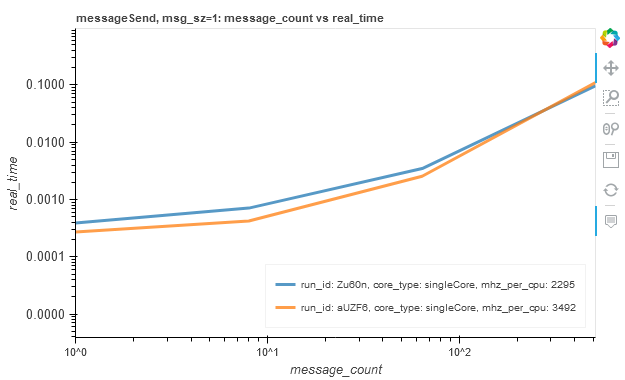 messageSend, msg_sz=1: message_count vs real_time
real_time
0.1000
0.0100
0.0010
0.0001
0.0000
run_id: Zu60n, core_type: singleCore, mhz_per_cpu: 2295
run_id: aUZF6, core_type: singleCore, mhz_per_cpu: 3492
10^0 10^1 10^2
message_count